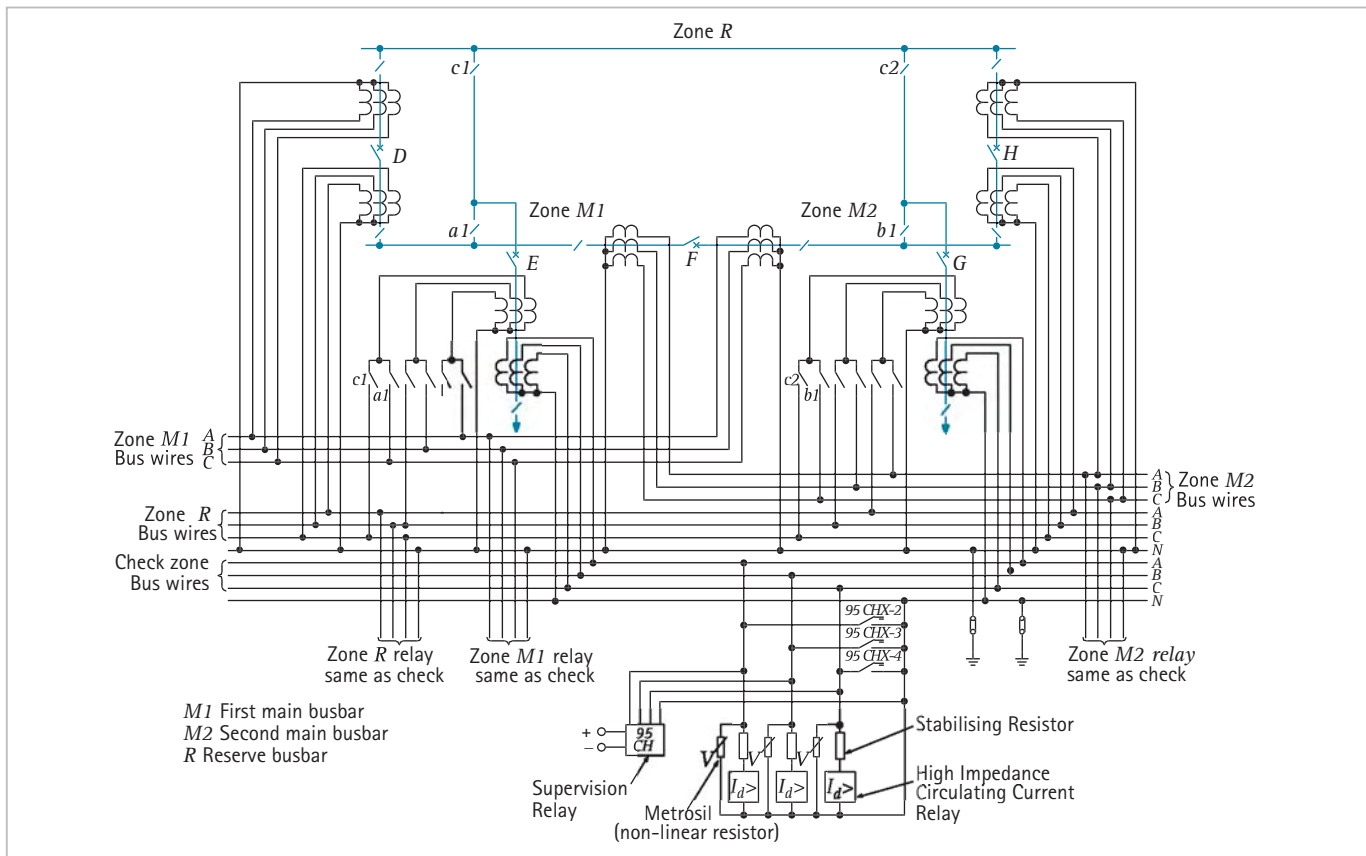 Zone R
c1
c2
D
H
Zone M1
Zone M2
a1
b1
F
E
G
c1
a1
c2
b1
Zone M1
Bus wires
A
B
C
A
B
C
Zone M2
Bus wires
Zone R
Bus wires
A
B
C
N
Check zone
Bus wires
A
B
C
N
95 CHX-2
95 CHX-3
95 CHX-4
Zone R relay
same as check
Zone M1 relay
same as check
Zone M2 relay
same as check
M1 First main busbar
M2 Second main busbar
R Reserve busbar
+
−
95
CH
Supervision
Relay
V
V
V
Id>
Id>
Id>
Metrosil
(non-linear resistor)
Stabilising Resistor
High Impedance
Circulating Current
Relay